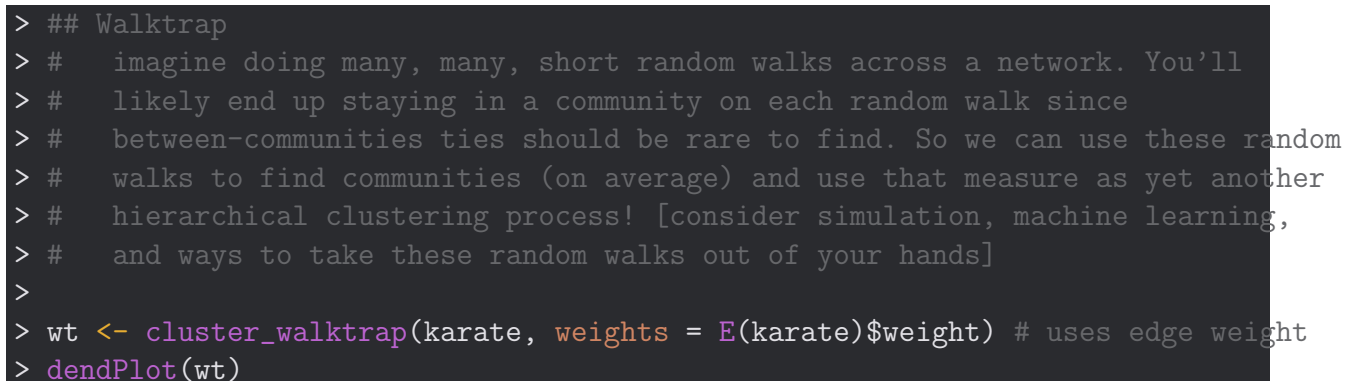 > ## Walktrap
> #   imagine doing many, many, short random walks across a network. You'll
> #   likely end up staying in a community on each random walk since
> #   between-communities ties should be rare to find. So we can use these random
> #   walks to find communities (on average) and use that measure as yet another
> #   hierarchical clustering process! [consider simulation, machine learning,
> #   and ways to take these random walks out of your hands]
>
> wt <- cluster_walktrap(karate, weights = E(karate)$weight) # uses edge weight
> dendPlot(wt)